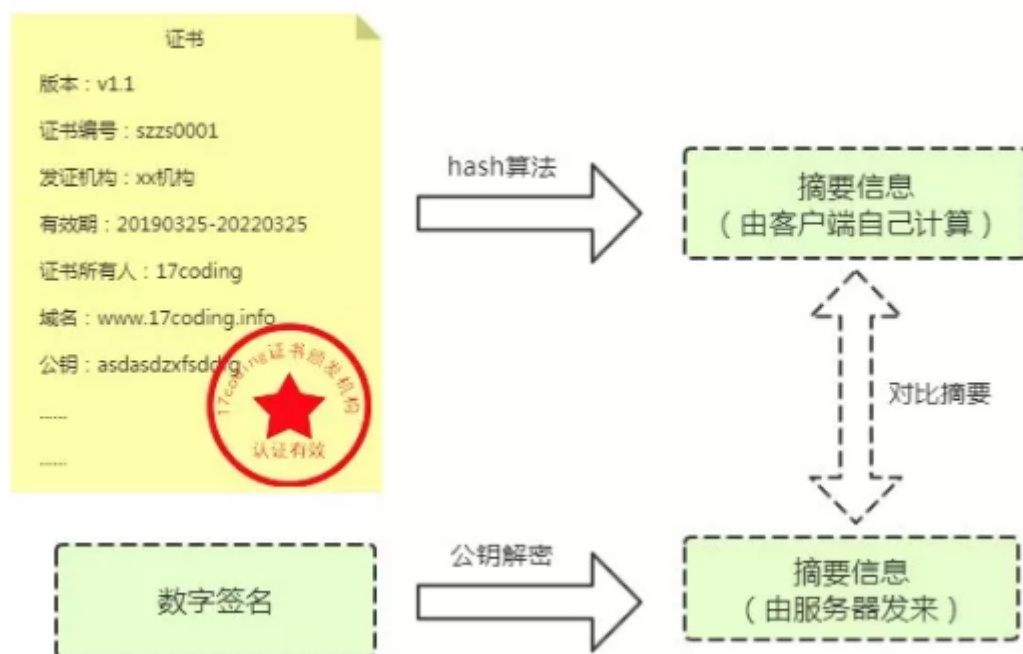 证书
版本：v1.1
证书编号：szzs0001
发证机构：xx机构
有效期：20190325-20220325
证书所有人：17coding
域名：www.17coding.info
公钥：asdasdzxfsddfg
......
......
17coding证书颁发机构
认证有效
hash算法
摘要信息
（由客户端自己计算）
对比摘要
数字签名
公钥解密
摘要信息
（由服务器发来）